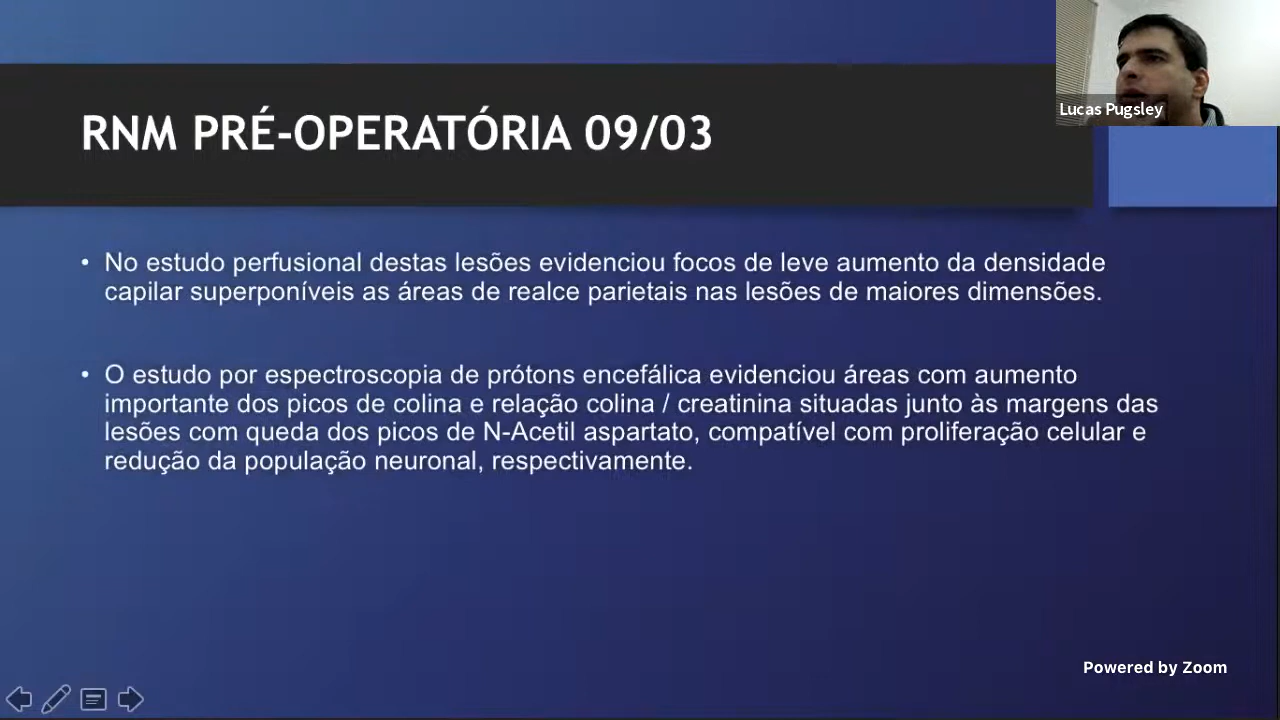 Lucas Pugsley
RNM PRÉ-OPERATÓRIA 09/03
• No estudo perfusional destas lesões evidenciou focos de leve aumento da densidade
capilar superponíveis as áreas de realce parietais nas lesões de maiores dimensões.
• O estudo por espectroscopia de prótons encefálica evidenciou áreas com aumento
importante dos picos de colina e relação colina / creatinina situadas junto às margens das
lesões com queda dos picos de N-Acetil aspartato, compatível com proliferação celular e
redução da população neuronal, respectivamente.
Powered by Zoom